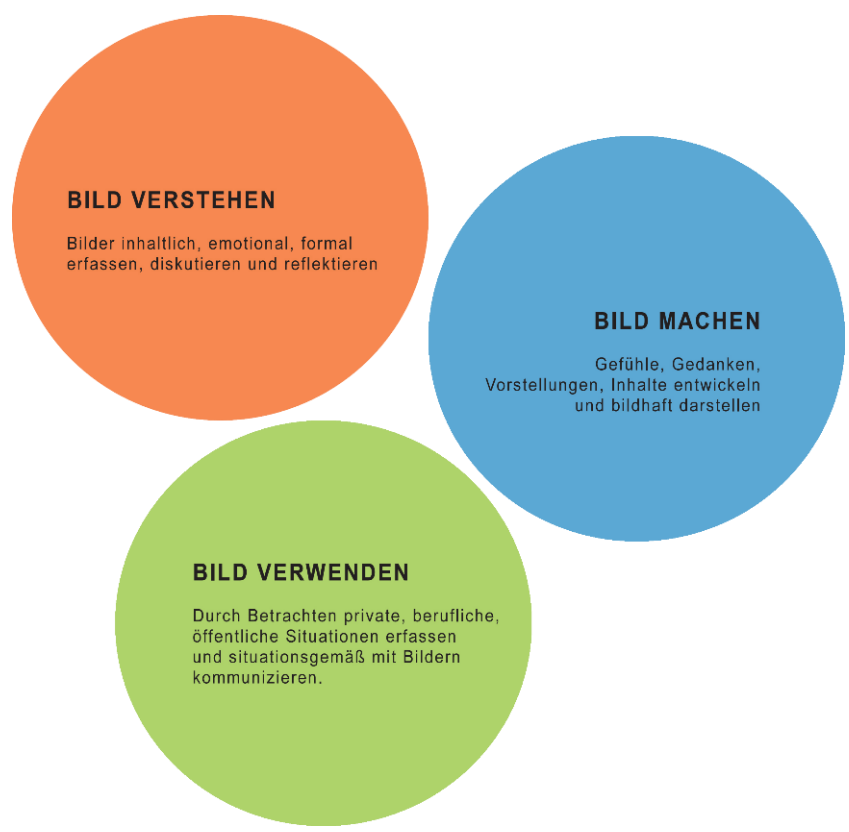 BILD VERSTEHEN
Bilder inhaltlich, emotional, formal
erfassen, diskutieren und reflektieren
BILD MACHEN
Gefühle, Gedanken,
Vorstellungen, Inhalte entwickeln
und bildhaft darstellen
BILD VERWENDEN
Durch Betrachten private, berufliche,
öffentliche Situationen erfassen
und situationsgemäß mit Bildern
kommunizieren.